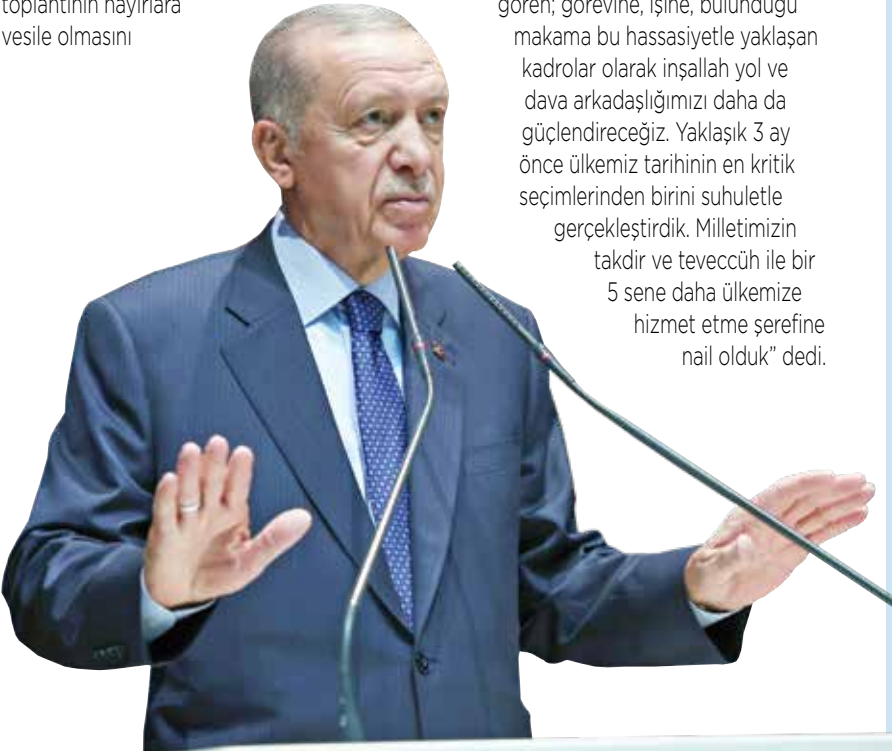 toplantının hayırlara
vesile olmasını
gören; görevine, işine, bulunduğu
makama bu hassasiyetle yaklaşan
kadrolar olarak inşallah yol ve
dava arkadaşlığımızı daha da
güçlendireceğiz. Yaklaşık 3 ay
önce ülkemiz tarihinin en kritik
seçimlerinden birini suhuletle
gerçekleştirdik. Milletimizin
takdir ve teveccüh ile bir
5 sene daha ülkemize
hizmet etme şerefine
nail olduk” dedi.